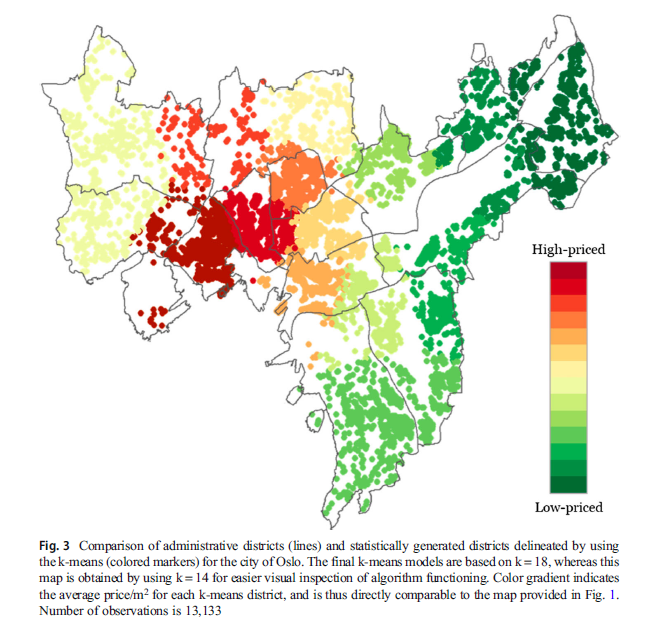 High-priced
Low-priced
Fig. 3 Comparison of administrative districts (lines) and statistically generated districts delineated by using
the k-means (colored markers) for the city of Oslo. The final k-means models are based on k = 18, whereas this
map is obtained by using k = 14 for easier visual inspection of algorithm functioning. Color gradient indicates
the average price/m² for each k-means district, and is thus directly comparable to the map provided in Fig. 1.
Number of observations is 13,133